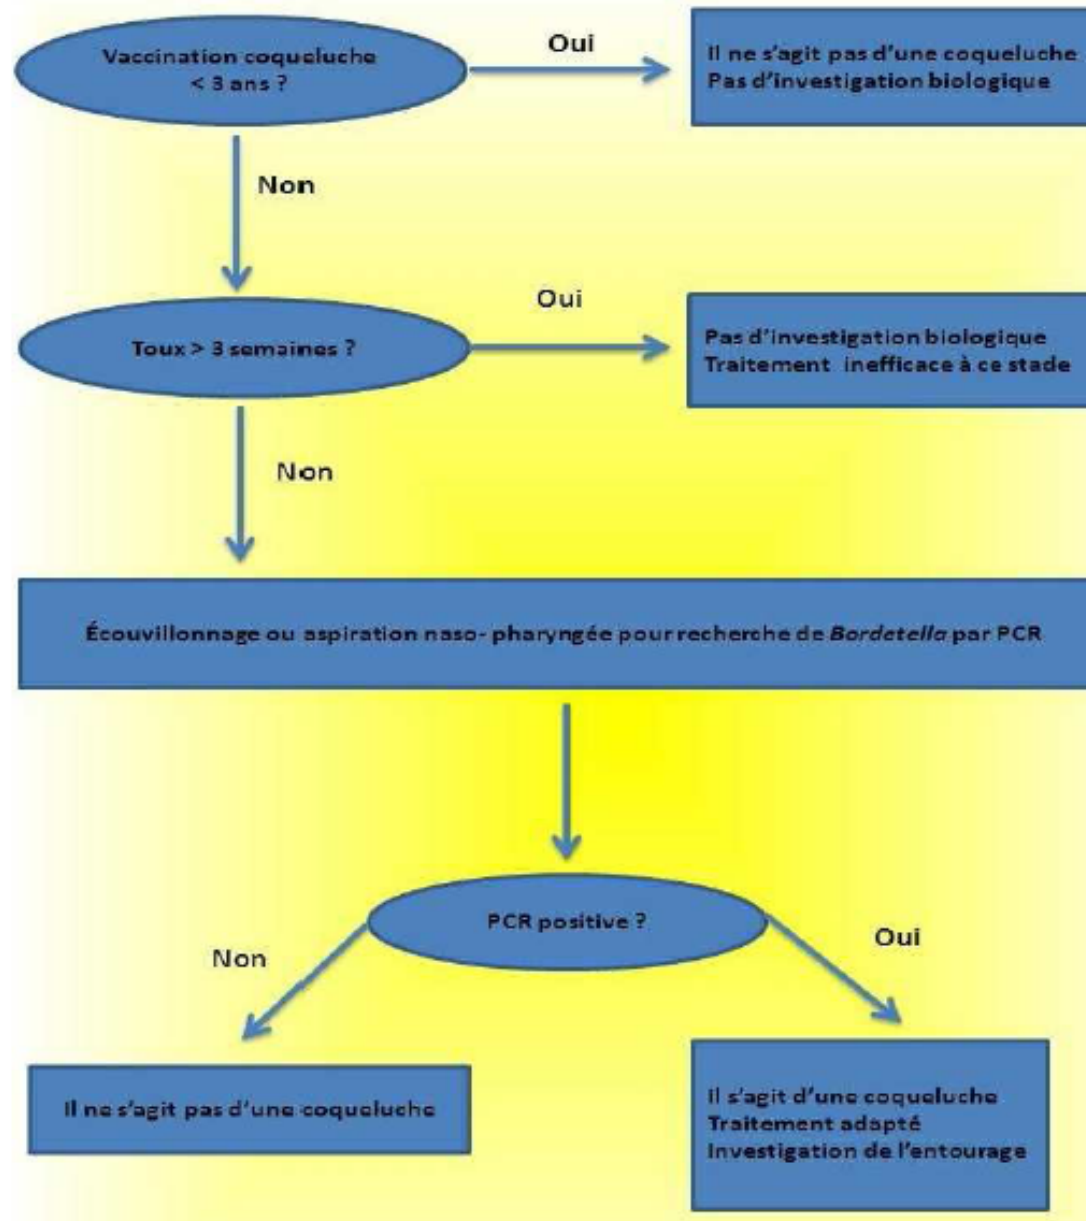 Vaccination coqueluche
< 3 ans ?
Oui
Il ne s'agit pas d'une coqueluche
Pas d'investigation biologique
Non
Toux > 3 semaines ?
Oui
Pas d'investigation biologique
Traitement inefficace à ce stade
Non
Écouvillonnage ou aspiration naso- pharyngée pour recherche de Bordetella par PCR
PCR positive ?
Non
Oui
Il ne s'agit pas d'une coqueluche
Il s'agit d'une coqueluche
Traitement adapté
Investigation de l'entourage